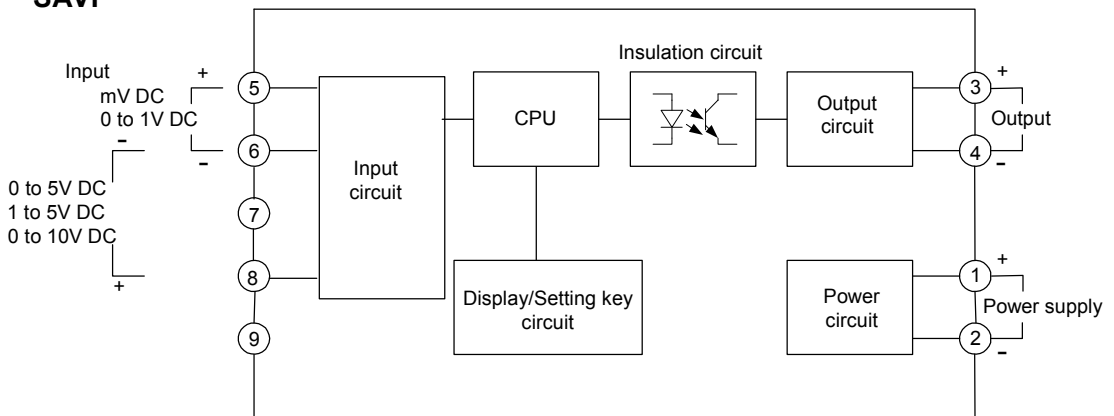 Insulation circuit
Input
mV DC
0 to 1V DC
+
-
-
0 to 5V DC
1 to 5V DC
0 to 10V DC
+
5
6
7
8
9
Input
circuit
CPU
Display/Setting key
circuit
Output
circuit
3
4
+
-
Output
Power
circuit
1
2
+
-
Power supply